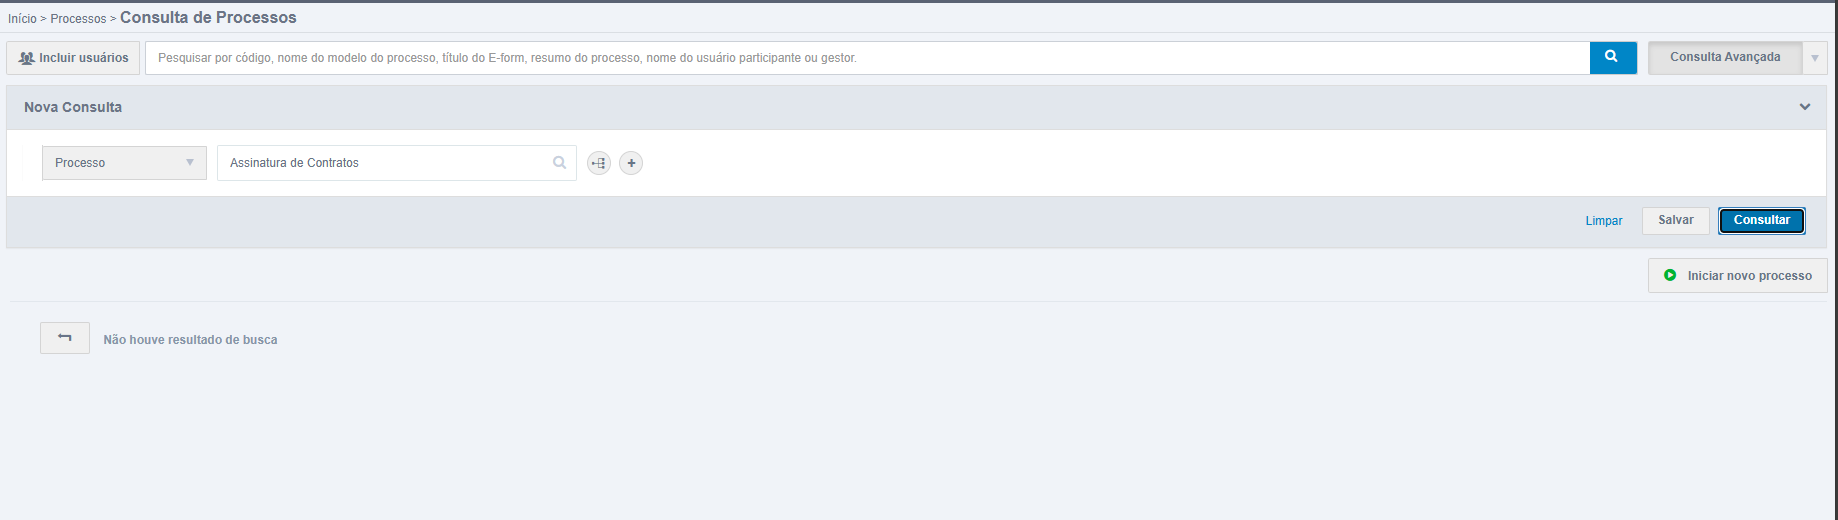 Início > Processos > Consulta de Processos
Incluir usuários
Pesquisar por código, nome do modelo do processo, título do E-form, resumo do processo, nome do usuário participante ou gestor.
Consulta Avançada
Nova Consulta
Processo
Assinatura de Contratos
Limpar
Salvar
Consultar
Iniciar novo processo
Não houve resultado de busca